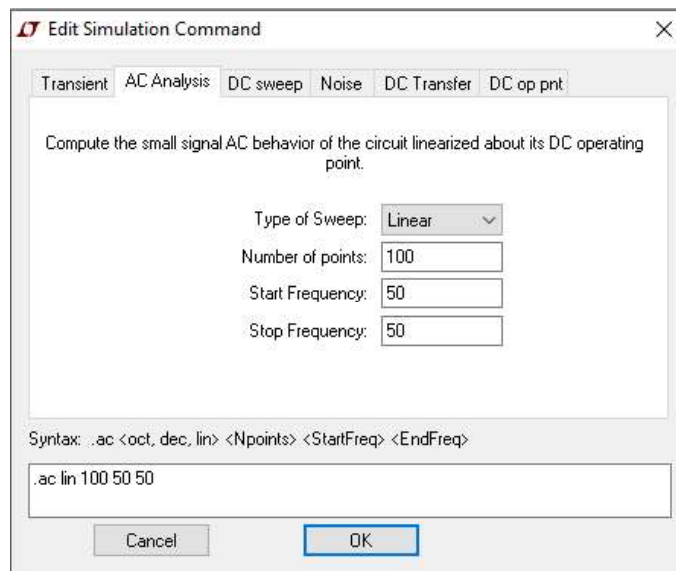 Edit Simulation Command
Transient AC Analysis DC sweep Noise DC Transfer DC op pnt
Compute the small signal AC behavior of the circuit linearized about its DC operating
point.
Type of Sweep: Linear
Number of points: 100
Start Frequency: 50
Stop Frequency: 50
Syntax: .ac <oct, dec, lin> <Npoints> <StartFreq> <EndFreq>
.ac lin 100 50 50
Cancel OK